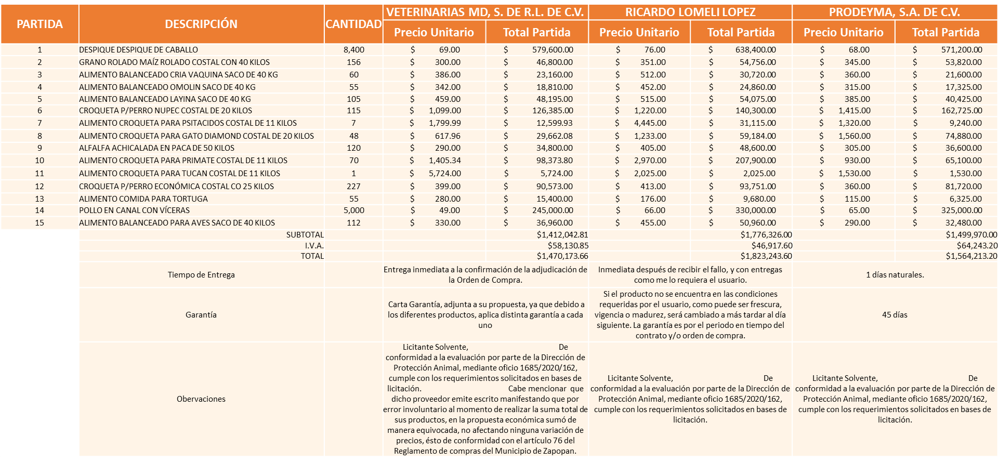 PARTIDA DESCRIPCIÓN CANTIDAD VETERINARIAS MD, S. DE R.L. DE C.V. RICARDO LOMELI LOPEZ PRODEYMA, S.A. DE C.V.
Precio Unitario Total Partida Precio Unitario Total Partida Precio Unitario Total Partida
1 DESPIQUE DESPIQUE DE CABALLO 8,400 $ 69.00 $ 579,600.00 $ 76.00 $ 638,400.00 $ 68.00 $ 571,200.00
2 GRANO ROLADO MAÍZ ROLADO COSTAL CON 40 KILOS 156 $ 300.00 $ 46,800.00 $ 351.00 $ 54,756.00 $ 345.00 $ 53,820.00
3 ALIMENTO BALANCEADO CRIA VAQUINA SACO DE 40 KG 60 $ 386.00 $ 23,160.00 $ 512.00 $ 30,720.00 $ 360.00 $ 21,600.00
4 ALIMENTO BALANCEADO OMOLIN SACO DE 40 KG 55 $ 342.00 $ 18,810.00 $ 452.00 $ 24,860.00 $ 315.00 $ 17,325.00
5 ALIMENTO BALANCEADO LAYINA SACO DE 40 KG 105 $ 459.00 $ 48,195.00 $ 515.00 $ 54,075.00 $ 385.00 $ 40,425.00
6 CROQUETA P/PERRO NUPEC COSTAL DE 20 KILOS 115 $ 1,099.00 $ 126,385.00 $ 1,220.00 $ 140,300.00 $ 1,415.00 $ 162,725.00
7 ALIMENTO CROQUETA PARA PSITACIDOS COSTAL DE 11 KILOS 7 $ 1,799.99 $ 12,599.93 $ 4,445.00 $ 31,115.00 $ 1,320.00 $ 9,240.00
8 ALIMENTO CROQUETA PARA GATO DIAMOND COSTAL DE 20 KILOS 48 $ 617.96 $ 29,662.08 $ 1,233.00 $ 59,184.00 $ 1,560.00 $ 74,880.00
9 ALFALFA ACHICALADA EN PACA DE 50 KILOS 120 $ 290.00 $ 34,800.00 $ 405.00 $ 48,600.00 $ 305.00 $ 36,600.00
10 ALIMENTO CROQUETA PARA PRIMATE COSTAL DE 11 KILOS 70 $ 1,405.34 $ 98,373.80 $ 2,970.00 $ 207,900.00 $ 930.00 $ 65,100.00
11 ALIMENTO CROQUETA PARA TUCAN COSTAL DE 11 KILOS 1 $ 5,724.00 $ 5,724.00 $ 2,025.00 $ 2,025.00 $ 1,530.00 $ 1,530.00
12 CROQUETA P/PERRO ECONÓMICA COSTAL CO 25 KILOS 227 $ 399.00 $ 90,573.00 $ 413.00 $ 93,751.00 $ 360.00 $ 81,720.00
13 ALIMENTO COMIDA PARA TORTUGA 55 $ 280.00 $ 15,400.00 $ 176.00 $ 9,680.00 $ 115.00 $ 6,325.00
14 POLLO EN CANAL CON VÍCERAS 5,000 $ 49.00 $ 245,000.00 $ 66.00 $ 330,000.00 $ 65.00 $ 325,000.00
15 ALIMENTO BALANCEADO PARA AVES SACO DE 40 KILOS 112 $ 330.00 $ 36,960.00 $ 455.00 $ 50,960.00 $ 290.00 $ 32,480.00
SUBTOTAL $1,412,042.81 $1,776,326.00 $1,499,970.00
I.V.A. $58,130.85 $46,917.60 $64,243.20
TOTAL $1,470,173.66 $1,823,243.60 $1,564,213.20
Tiempo de Entrega
Entrega inmediata a la confirmación de la adjudicación de
la Orden de Compra.
Inmediata después de recibir el fallo, y con entregas
como me lo requiera el usuario.
1 días naturales.
Garantía
Carta Garantía, adjunta a su propuesta, ya que debido a
los diferentes productos, aplica distinta garantía a cada
uno
Si el producto no se encuentra en las condiciones
requeridas por el usuario, como puede ser frescura,
vigencia o madurez, será cambiado a más tardar al día
siguiente. La garantía es por el periodo en tiempo del
contrato y/o orden de compra.
45 días
Obervaciones
Licitante Solvente, De
conformidad a la evaluación por parte de la Dirección de
Protección Animal, mediante oficio 1685/2020/162,
cumple con los requerimientos solicitados en bases de
licitación. Cabe mencionar que
dicho proveedor emite escrito manifestando que por
error involuntario al momento de realizar la suma total de
sus productos, en la propuesta económica sumó de
manera equivocada, no afectando ninguna variación de
precios, ésto de conformidad con el artículo 76 del
Reglamento de compras del Municipio de Zapopan.
Licitante Solvente, De
conformidad a la evaluación por parte de la Dirección de
Protección Animal, mediante oficio 1685/2020/162,
cumple con los requerimientos solicitados en bases de
licitación.
Licitante Solvente, De
conformidad a la evaluación por parte de la Dirección de
Protección Animal, mediante oficio 1685/2020/162,
cumple con los requerimientos solicitados en bases de
licitación.